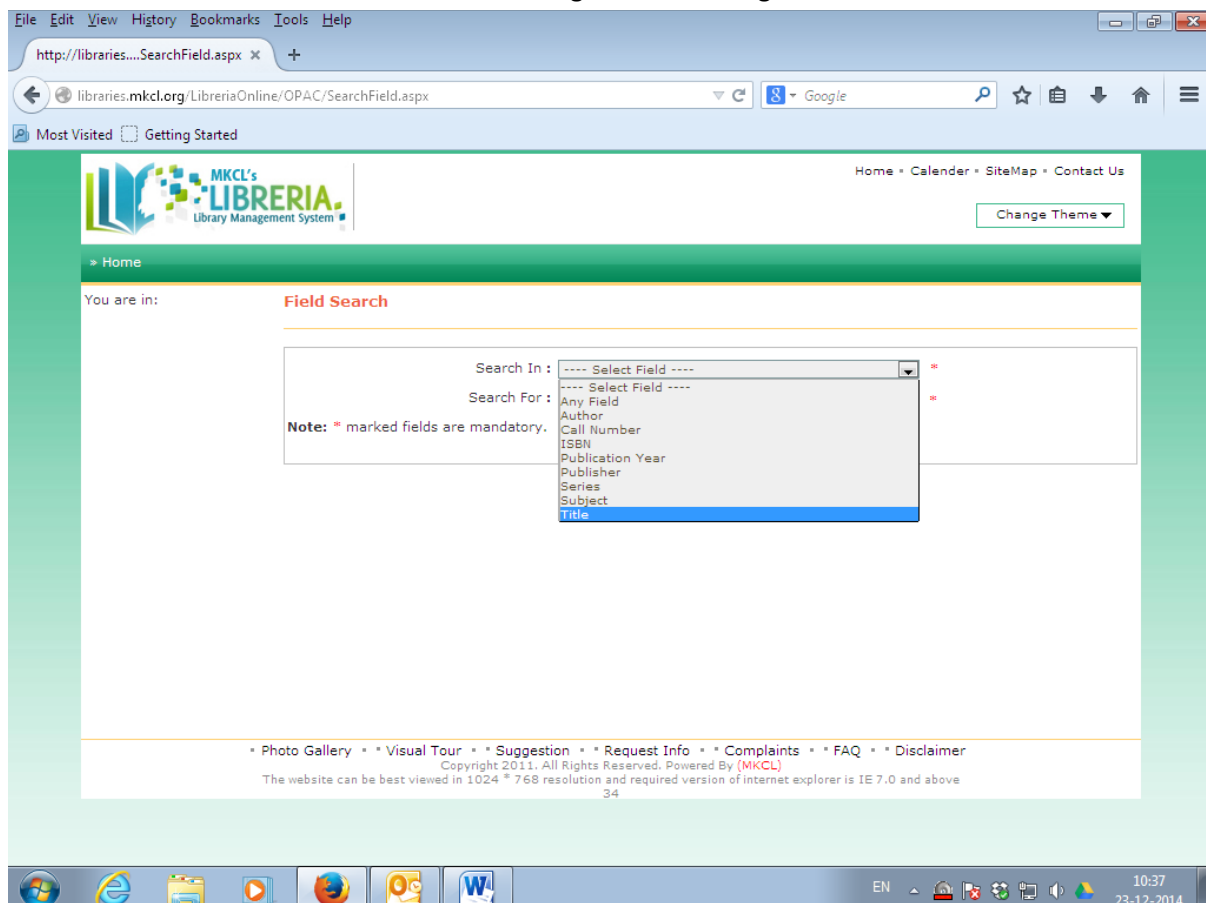 File Edit View History Bookmarks Tools Help
http://libraries....SearchField.aspx × +
libraries.mkcl.org/LibreriaOnline/OPAC/SearchField.aspx Google
Most Visited Getting Started
MKCL's
LIBRERIA
Library Management System
Home Calender SiteMap Contact Us
Change Theme
» Home
You are in:
Field Search
Search In : ---- Select Field ---- *
Search For : *
Note: * marked fields are mandatory.
---- Select Field ----
Any Field
Author
Call Number
ISBN
Publication Year
Publisher
Series
Subject
Title
Photo Gallery Visual Tour Suggestion Request Info Complaints FAQ Disclaimer
Copyright 2011. All Rights Reserved. Powered By (MKCL)
The website can be best viewed in 1024 * 768 resolution and required version of internet explorer is IE 7.0 and above
34
EN 10:37
23-12-2014